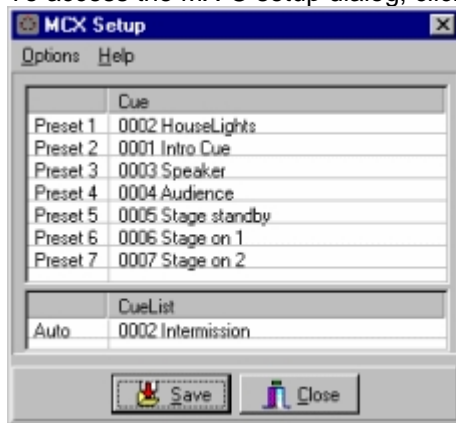 MCX Setup
Options Help
Cue
Preset 1 0002 HouseLights
Preset 2 0001 Intro Cue
Preset 3 0003 Speaker
Preset 4 0004 Audience
Preset 5 0005 Stage standby
Preset 6 0006 Stage on 1
Preset 7 0007 Stage on 2
CueList
Auto 0002 Intermission
Save Close